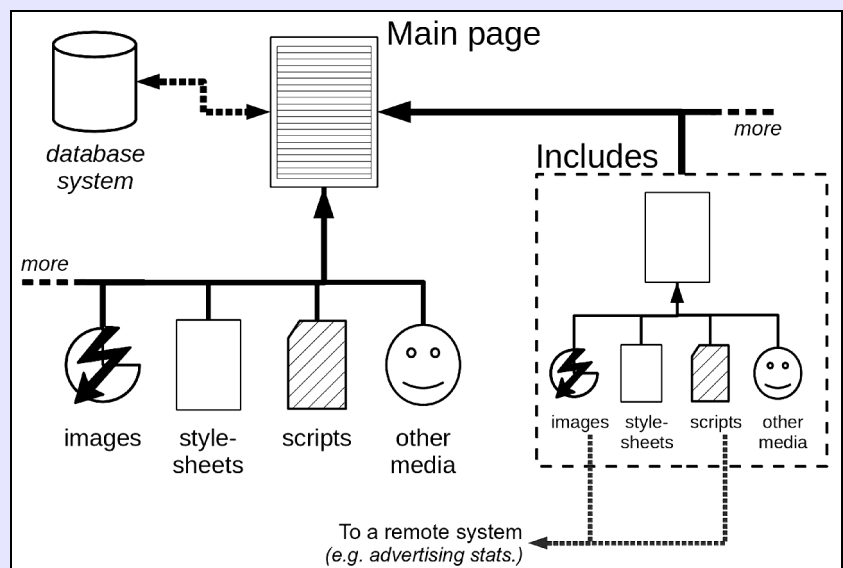 Main page
database
system
more
Includes
more
images
style-
sheets
scripts
other
media
images
style-
sheets
scripts
other
media
To a remote system
(e.g. advertising stats.)